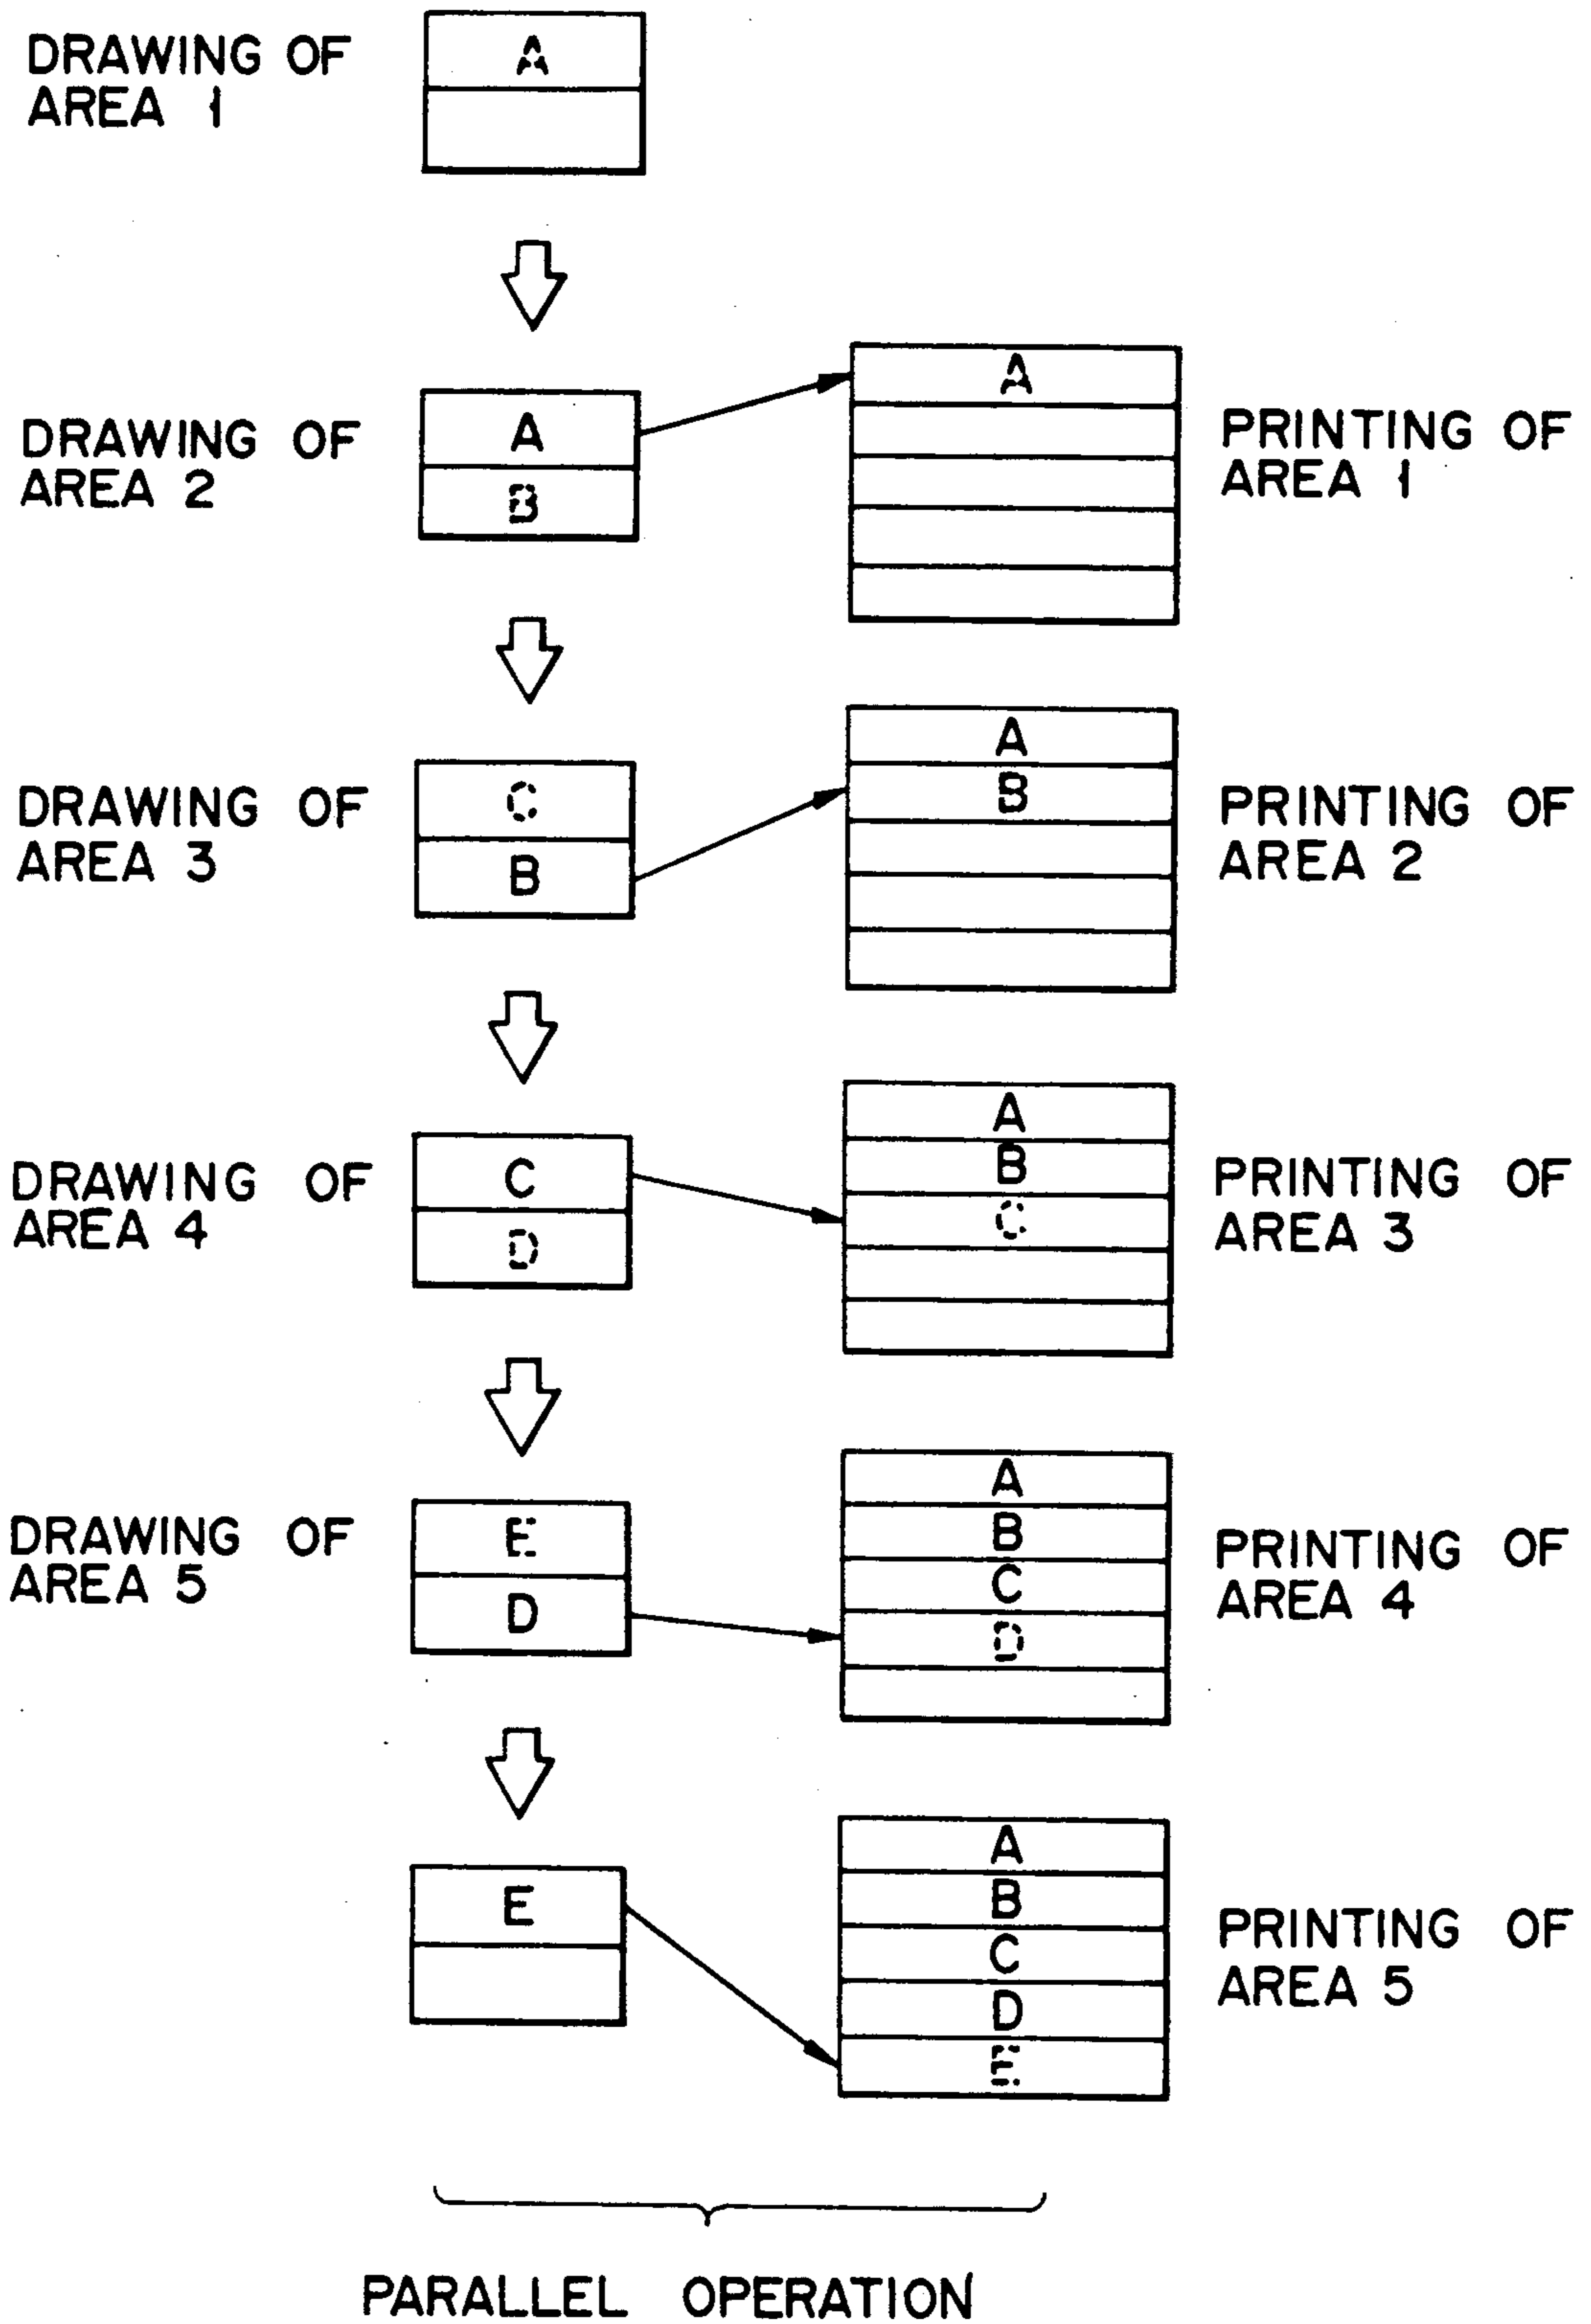 DRAWING OF
AREA 1
A
DRAWING OF
AREA 2
A
B
A
PRINTING OF
AREA 1
DRAWING OF
AREA 3
C
B
A
B
PRINTING OF
AREA 2
DRAWING OF
AREA 4
C
D
A
B
C
PRINTING OF
AREA 3
DRAWING OF
AREA 5
E
D
A
B
C
D
PRINTING OF
AREA 4
E
A
B
C
D
E
PRINTING OF
AREA 5
PARALLEL OPERATION